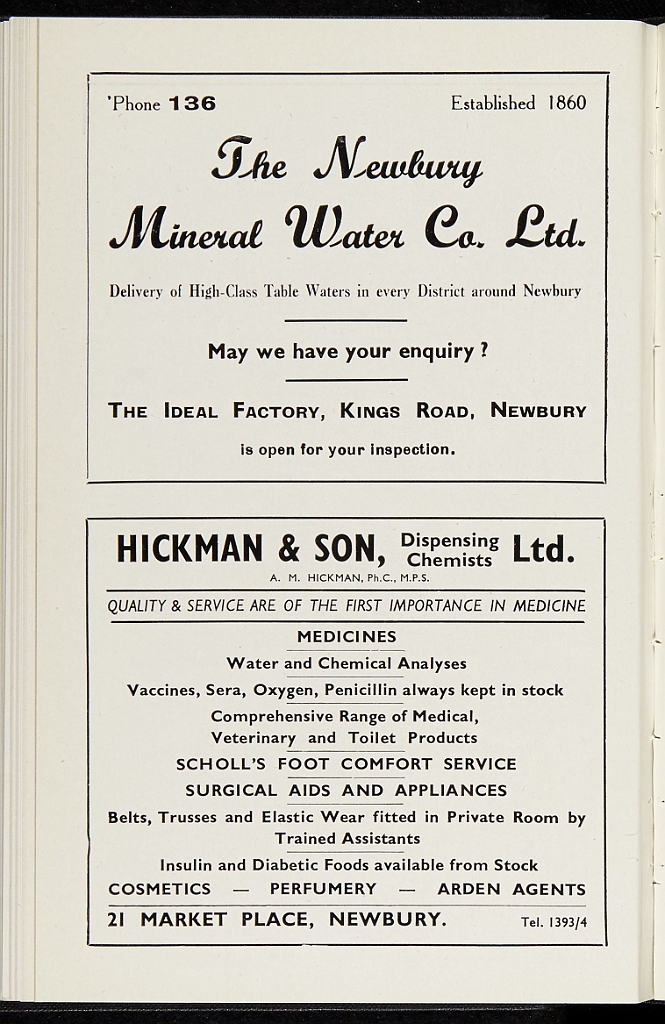 'Phone 136 Established 1860
The Newbury
Mineral Water Co. Ltd.
Delivery of High-Class Table Waters in every District around Newbury
May we have your enquiry ?
THE IDEAL FACTORY, KINGS ROAD, NEWBURY
is open for your inspection.
HICKMAN & SON, Dispensing Chemists Ltd.
A. M. HICKMAN, Ph.C., M.P.S.
QUALITY & SERVICE ARE OF THE FIRST IMPORTANCE IN MEDICINE
MEDICINES
Water and Chemical Analyses
Vaccines, Sera, Oxygen, Penicillin always kept in stock
Comprehensive Range of Medical,
Veterinary and Toilet Products
SCHOLL'S FOOT COMFORT SERVICE
SURGICAL AIDS AND APPLIANCES
Belts, Trusses and Elastic Wear fitted in Private Room by
Trained Assistants
Insulin and Diabetic Foods available from Stock
COSMETICS — PERFUMERY — ARDEN AGENTS
21 MARKET PLACE, NEWBURY. Tel. 1393/4